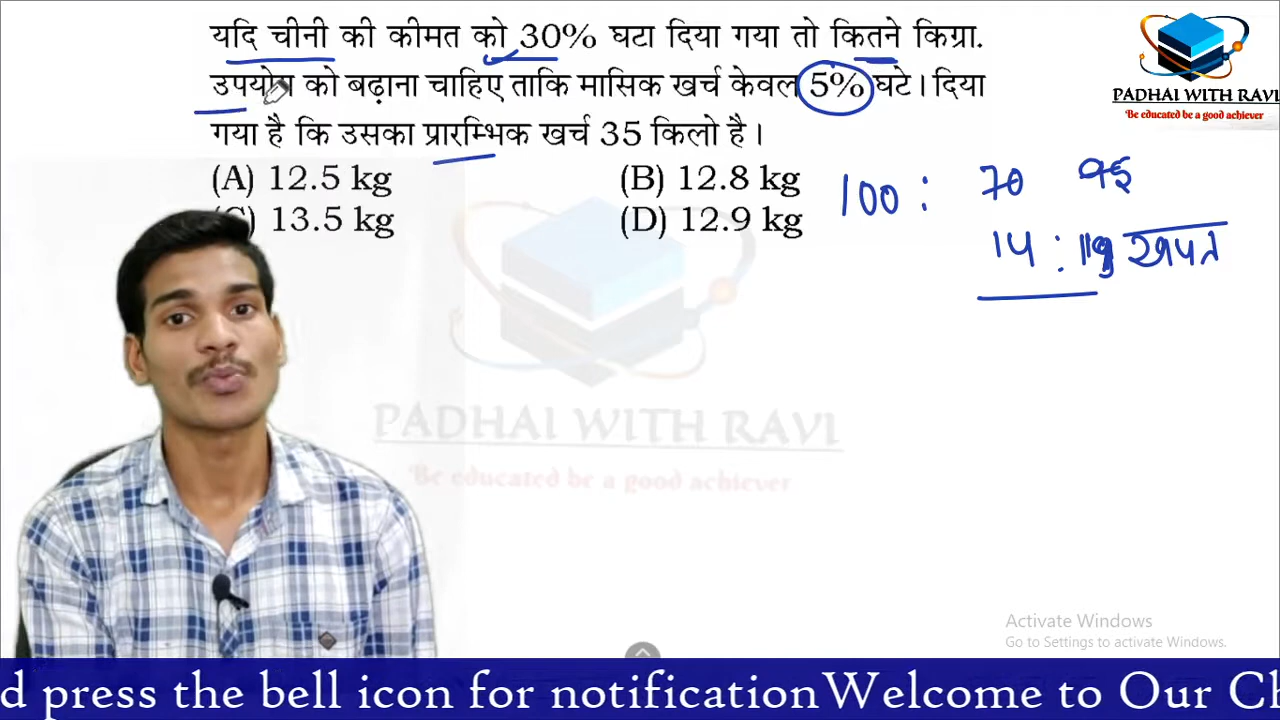 यदि चीनी की कीमत को 30% घटा दिया गया तो कितने किग्रा.
उपयोग को बढ़ाना चाहिए ताकि मासिक खर्च केवल 5% घटे। दिया
गया है कि उसका प्रारम्भिक खर्च 35 किलो है।
(A) 12.5 kg (B) 12.8 kg
(C) 13.5 kg (D) 12.9 kg
PADHAI WITH RAVI
Be educated be a good achiever
100 : 70
14 : खपत
PADHAI WITH RAVI
Be educated be a good achiever
Activate Windows
Go to Settings to activate Windows.
d press the bell icon for notification Welcome to Our Ch